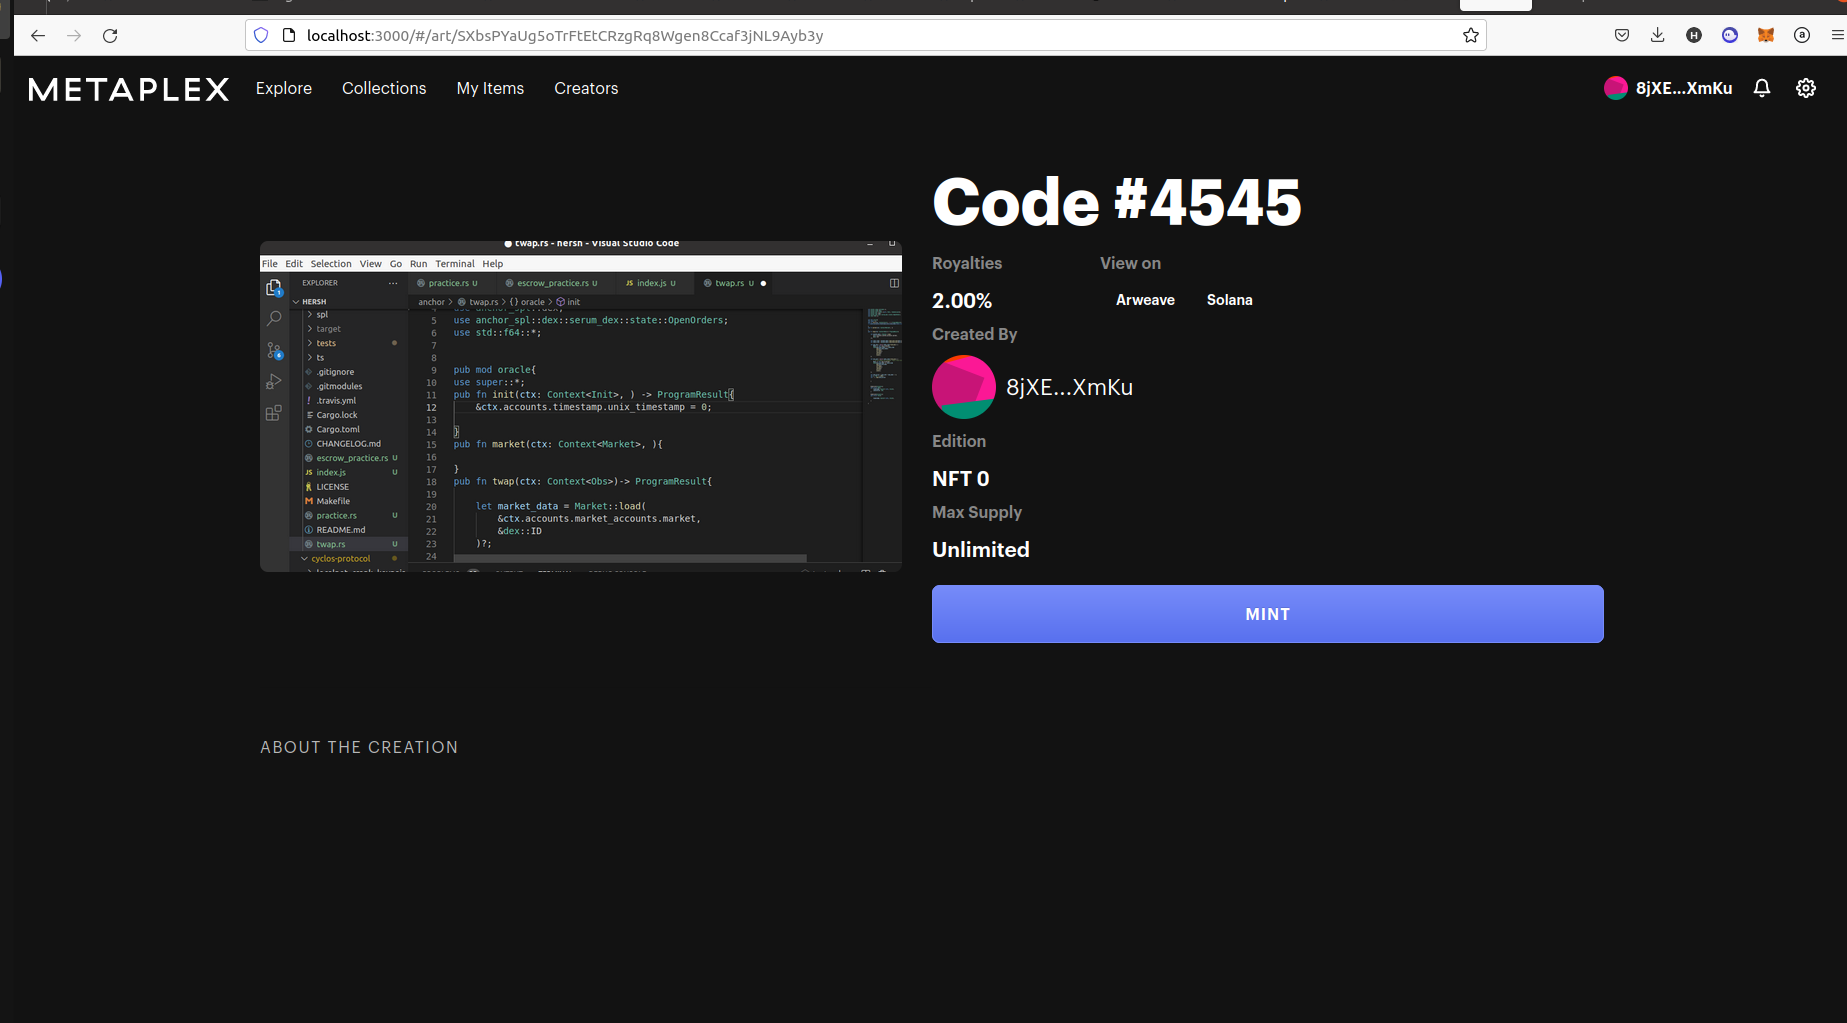 localhost:3000/#/art/SXbsPYaUg5oTrFtEtCRzgRq8Wgen8Ccaf3jNL9Ayb3y
METAPLEX Explore Collections My Items Creators 8jXE...XmKu
Code #4545
Royalties View on
2.00% Arweave Solana
Created By
8jXE...XmKu
Edition
NFT 0
Max Supply
Unlimited
MINT
twap.rs - hersh - Visual Studio Code
File Edit Selection View Go Run Terminal Help
EXPLORER ... practice.rs U escrow_practice.rs U JS index.js U twap.rs U
HERSH
anchor > twap.rs > {} oracle > init
spl
target
tests
ts
.gitignore
.gitmodules
! .travis.yml
Cargo.lock
Cargo.toml
CHANGELOG.md
escrow_practice.rs U
JS index.js U
LICENSE
M Makefile
practice.rs U
README.md
twap.rs U
cyclos-protocol
5 use anchor_spl::dex::serum_dex::state::OpenOrders;
6 use std::f64::*;
7
8
9 pub mod oracle{
10 use super::*;
11 pub fn init(ctx: Context<Init>, ) -> ProgramResult{
12 &ctx.accounts.timestamp.unix_timestamp = 0;
13
14 }
15 pub fn market(ctx: Context<Market>, ){
16
17 }
18 pub fn twap(ctx: Context<Obs>)-> ProgramResult{
19
20 let market_data = Market::load(
21 &ctx.accounts.market_accounts.market,
22 &dex::ID
23 )?;
24
ABOUT THE CREATION